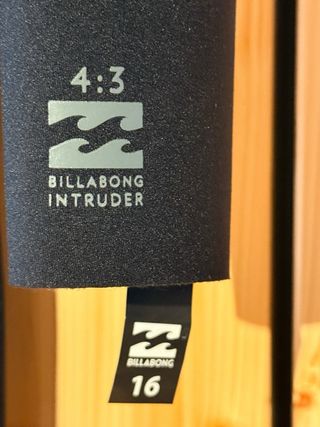 4:3
BILLABONG
INTRUDER
BILLABONG
16